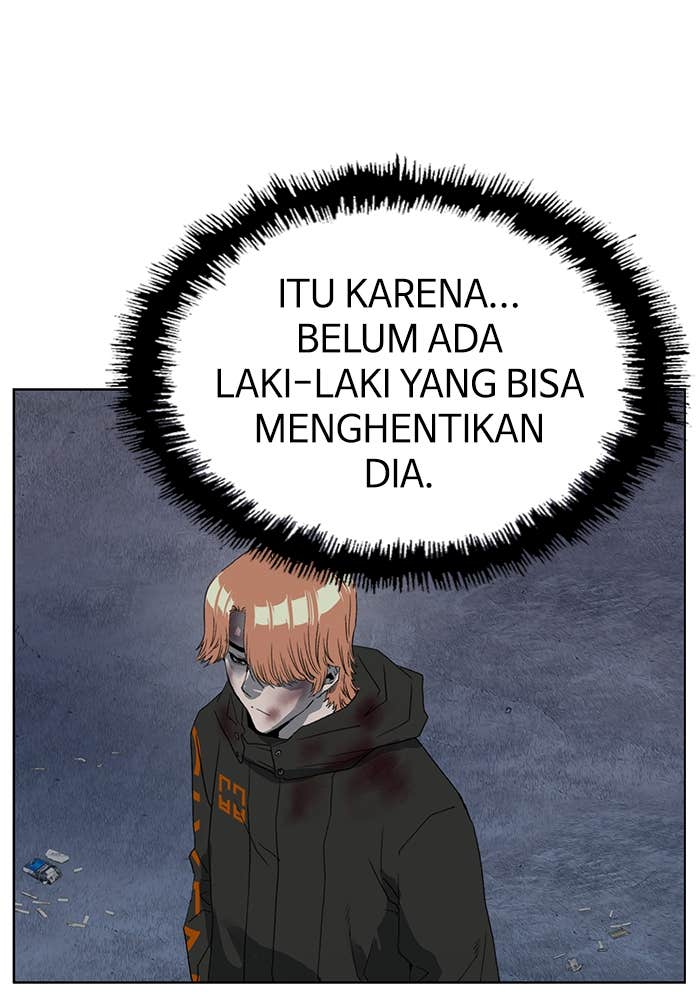 ITU KARENA...
BELUM ADA
LAKI-LAKI YANG BISA
MENGHENTIKAN
DIA.